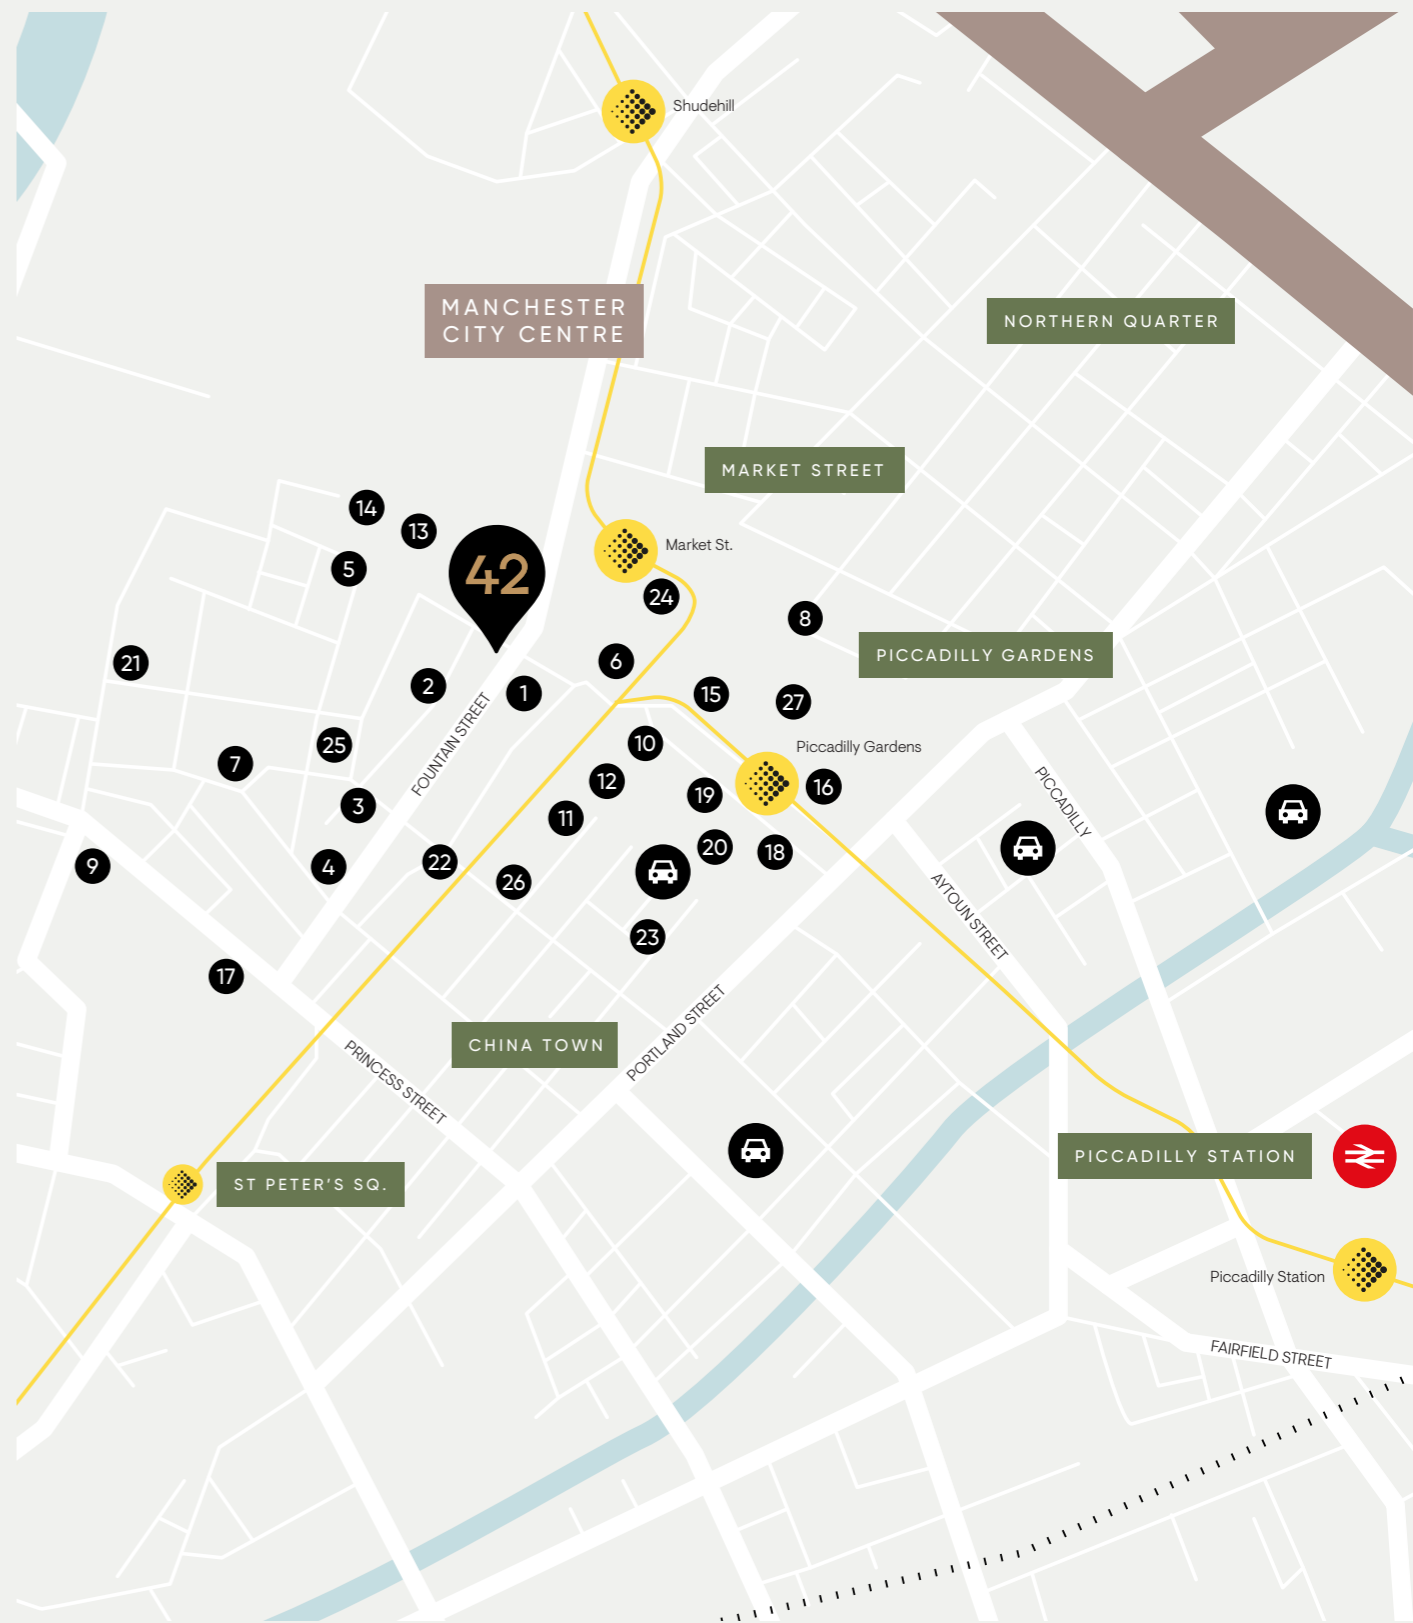 Shudehill
MANCHESTER
CITY CENTRE
NORTHERN QUARTER
MARKET STREET
14
13
Market St.
5
42
24
8
PICCADILLY GARDENS
21
6
2
1
15
27
FOUNTAIN STREET
25
10
Piccadilly Gardens
7
12
16
19
PICCADILLY
3
11
20
18
9
4
22
26
AYTOUN STREET
23
17
PORTLAND STREET
CHINA TOWN
PRINCESS STREET
PICCADILLY STATION
ST PETER'S SQ.
Piccadilly Station
FAIRFIELD STREET